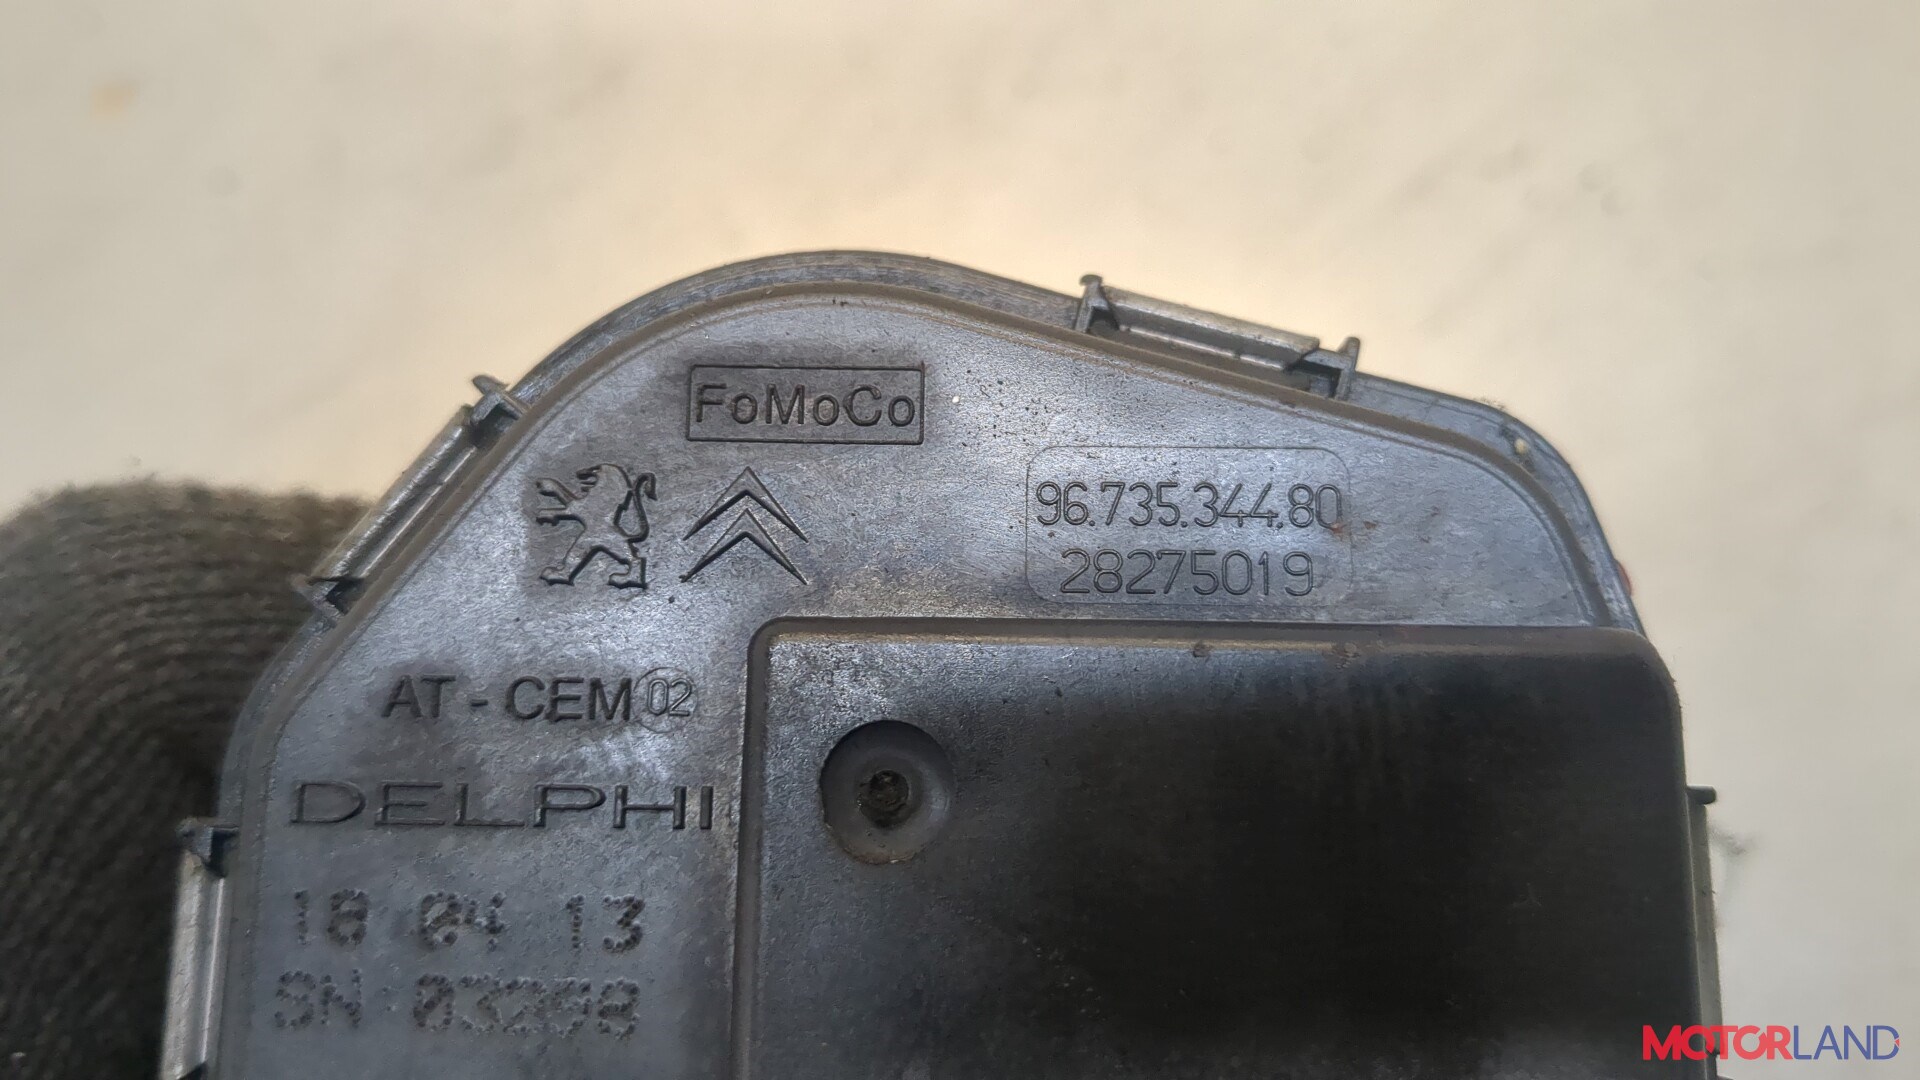 FoMoCo
96.735.344.80
28275019
AT - CEM 02
DELPHI
18 04 13
SN 03268
MOTORLAND